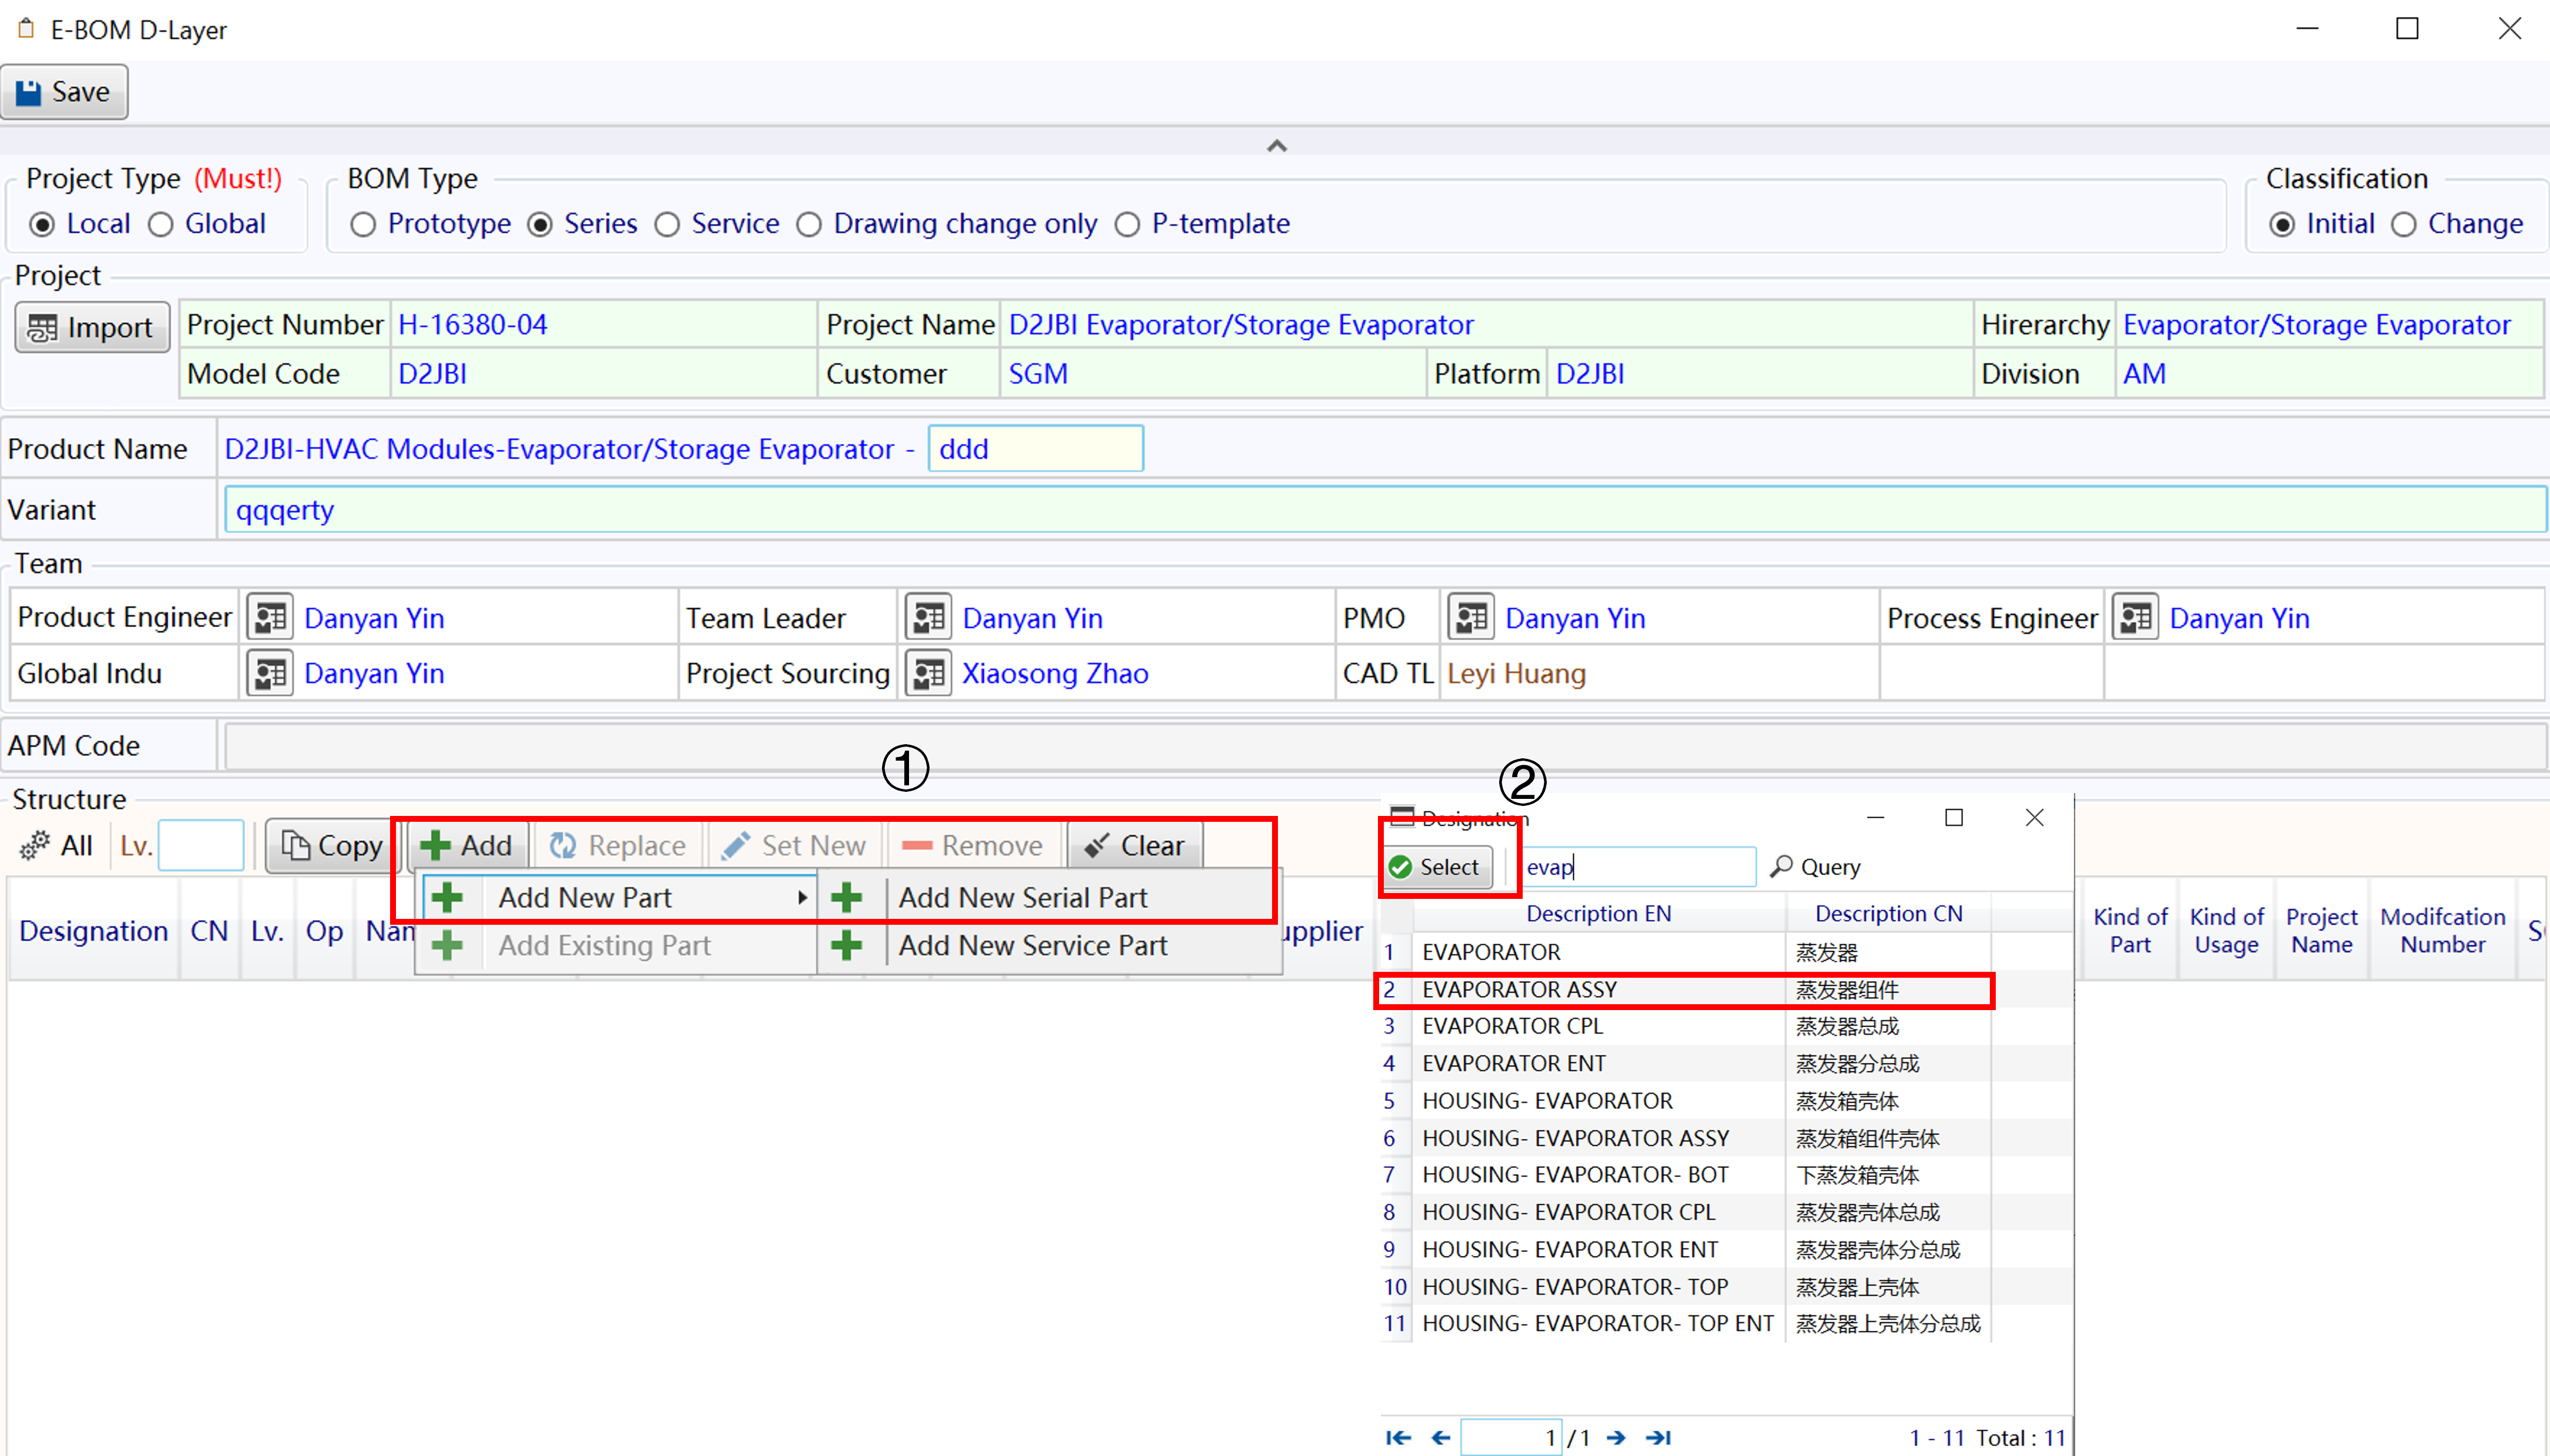 E-BOM D-Layer
Save
Project Type (Must!)
Local Global
BOM Type
Prototype Series Service Drawing change only P-template
Classification
Initial Change
Project
Import
Project Number H-16380-04 Project Name D2JBI Evaporator/Storage Evaporator Hirerarchy Evaporator/Storage Evaporator
Model Code D2JBI Customer SGM Platform D2JBI Division AM
Product Name D2JBI-HVAC Modules-Evaporator/Storage Evaporator - ddd
Variant qqqerty
Team
Product Engineer Danyan Yin Team Leader Danyan Yin PMO Danyan Yin Process Engineer Danyan Yin
Global Indu Danyan Yin Project Sourcing Xiaosong Zhao CAD TL Leyi Huang
APM Code
① ②
Structure
All Lv. Copy Add Replace Set New Remove Clear
Add New Part Add New Serial Part
Add Existing Part Add New Service Part
Designation CN Lv. Op Nam upplier
Kind of Part Kind of Usage Project Name Modifcation Number S
Designation
Select evap Query
Description EN Description CN
1 EVAPORATOR 蒸发器
2 EVAPORATOR ASSY 蒸发器组件
3 EVAPORATOR CPL 蒸发器总成
4 EVAPORATOR ENT 蒸发器分总成
5 HOUSING- EVAPORATOR 蒸发箱壳体
6 HOUSING- EVAPORATOR ASSY 蒸发箱组件壳体
7 HOUSING- EVAPORATOR- BOT 下蒸发箱壳体
8 HOUSING- EVAPORATOR CPL 蒸发器壳体总成
9 HOUSING- EVAPORATOR ENT 蒸发器壳体分总成
10 HOUSING- EVAPORATOR- TOP 蒸发器上壳体
11 HOUSING- EVAPORATOR- TOP ENT 蒸发器上壳体分总成
1 /1 1 - 11 Total : 11